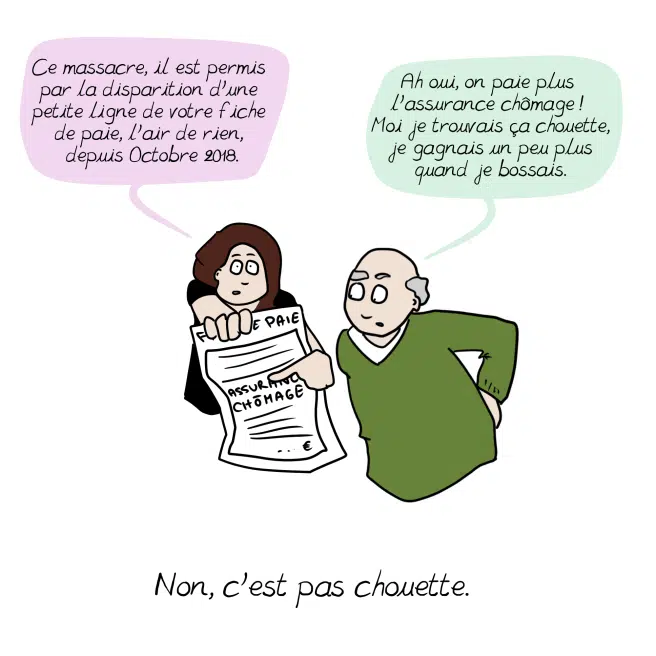 Ce massacre, il est permis
par la disparition d'une
petite ligne de votre fiche
de paie, l'air de rien,
depuis Octobre 2018.
Ah oui, on paie plus
l'assurance chômage !
Moi je trouvais ça chouette,
je gagnais un peu plus
quand je bossais.
PAIE
ASSURANC
CHÔMAGE
... €
Non, c'est pas chouette.